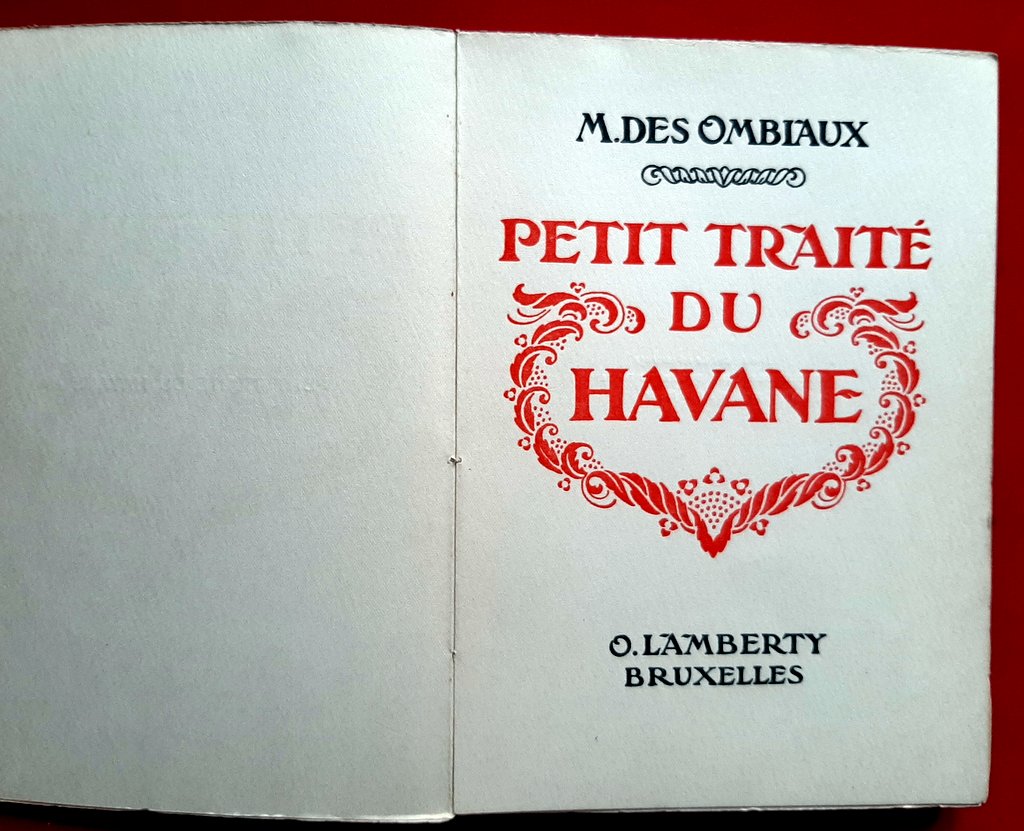 M. DES OMBIAUX
PETIT TRAITÉ
DU
HAVANE
O. LAMBERTY
BRUXELLES